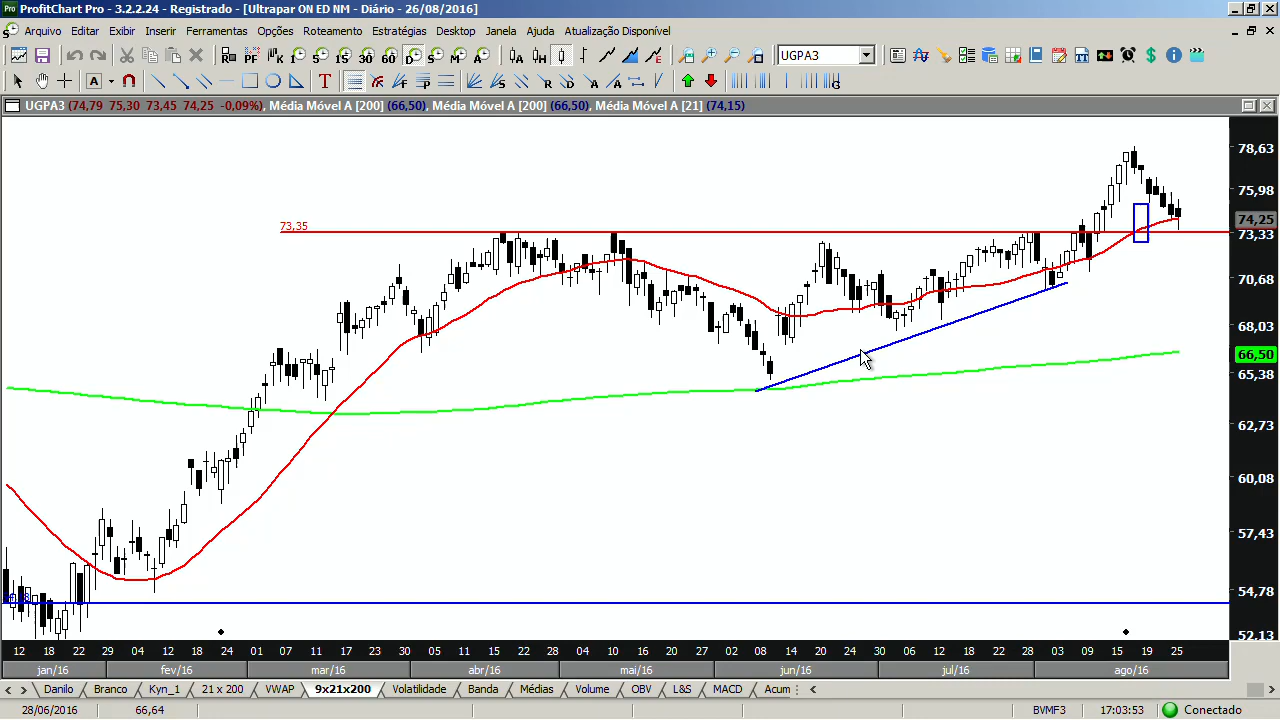 ProfitChart Pro - 3.2.2.24 - Registrado - [Ultrapar ON ED NM - Diário - 26/08/2016]
Arquivo Editar Exibir Inserir Ferramentas Opções Roteamento Estratégias Desktop Janela Ajuda Atualização Disponível
1 5 15 30 60 D S M A UGPA3
A T
UGPA3 (74,79 75,30 73,45 74,25 -0,09%), Média Móvel A [200] (66,50), Média Móvel A [200] (66,50), Média Móvel A [21] (74,15)
78,63
75,98
74,25
73,35
73,33
70,68
68,03
66,50
65,38
62,73
60,08
57,43
54,78
52,13
12 18 22 29 04 12 18 24 01 07 11 17 23 30 05 11 15 22 28 04 10 16 20 27 02 08 14 20 24 30 06 12 18 22 28 03 09 15 19 25
jan/16 fev/16 mar/16 abr/16 mai/16 jun/16 jul/16 ago/16
Danilo Branco Kyn_1 21 x 200 VWAP 9x21x200 Volatilidade Banda Médias Volume OBV L&S MACD Acum
28/06/2016 66,64 BVMF3 17:03:53 Conectado